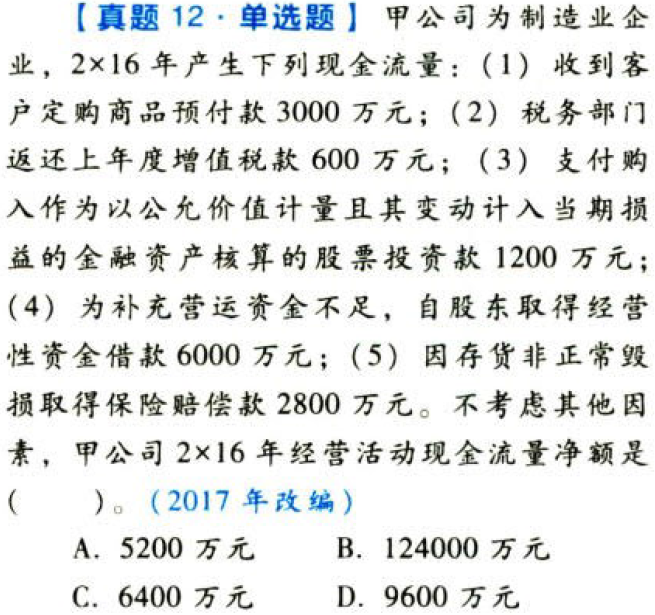 【真题 12·单选题】 甲公司为制造业企
业，2×16 年产生下列现金流量：(1) 收到客
户定购商品预付款 3000 万元；(2) 税务部门
返还上年度增值税款 600 万元；(3) 支付购
入作为以公允价值计量且其变动计入当期损
益的金融资产核算的股票投资款 1200 万元；
(4) 为补充营运资金不足，自股东取得经营
性资金借款 6000 万元；(5) 因存货非正常毁
损取得保险赔偿款 2800 万元。不考虑其他因
素，甲公司 2×16 年经营活动现金流量净额是
(　　)。(2017 年改编)
A. 5200 万元　　B. 124000 万元
C. 6400 万元　　D. 9600 万元